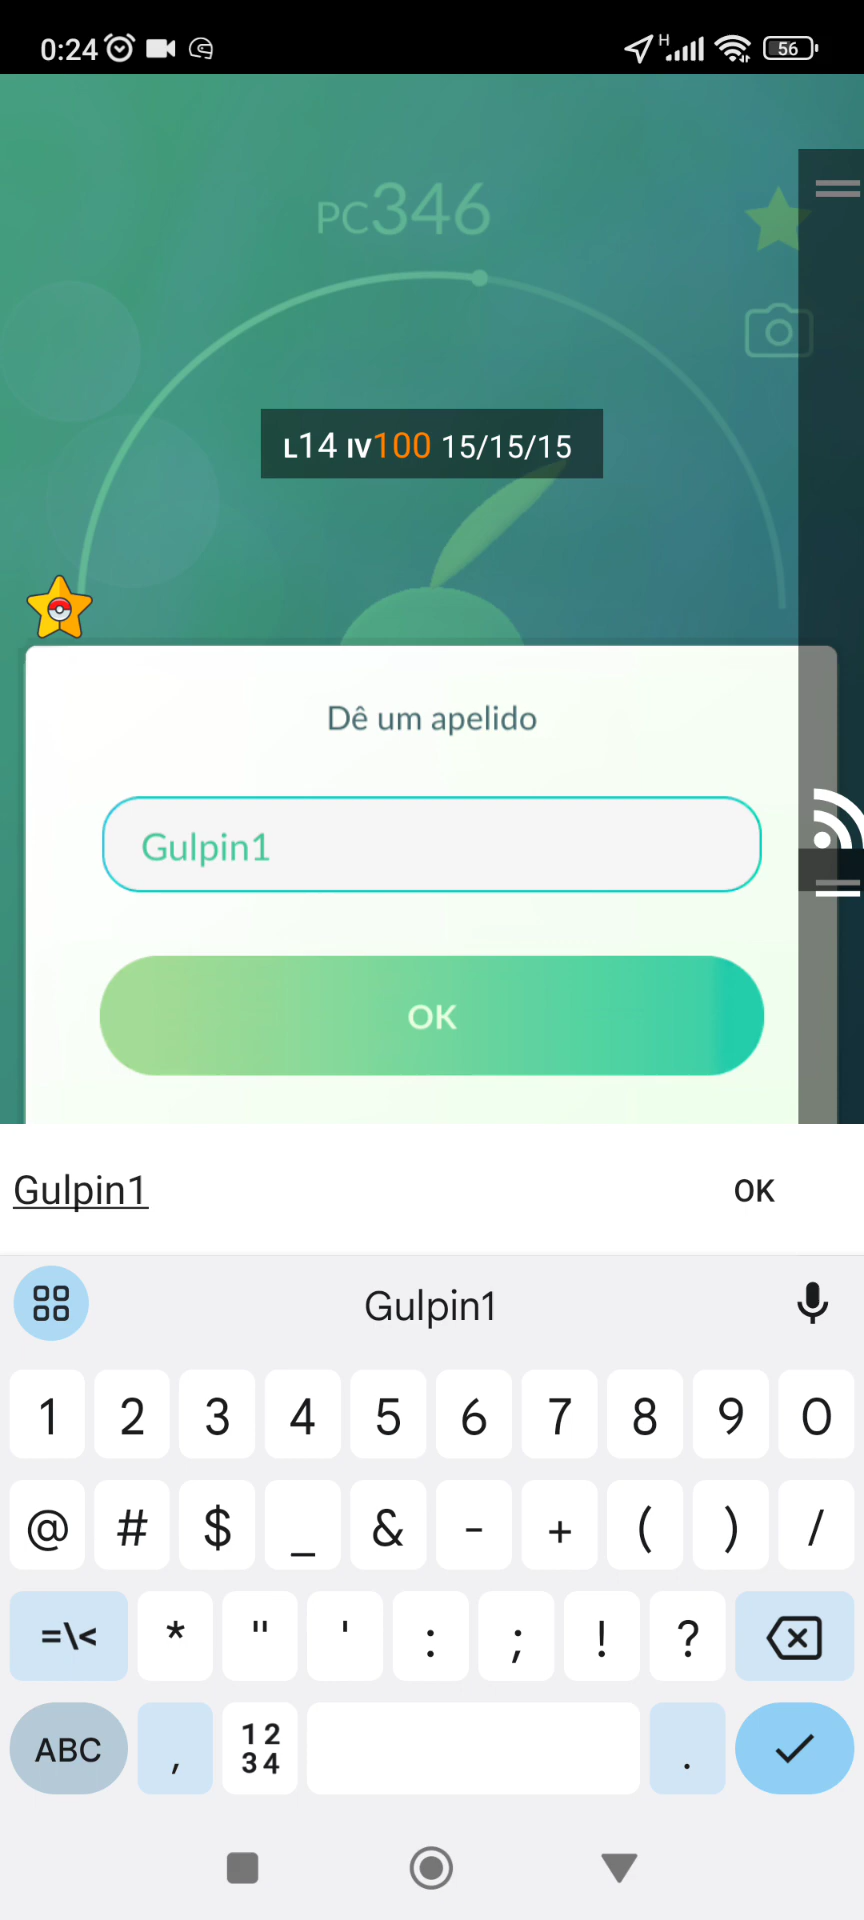 0:24
H
56
PC346
L14 IV100 15/15/15
Dê um apelido
Gulpin1
OK
Gulpin1
OK
Gulpin1
1 2 3 4 5 6 7 8 9 0
@ # $ _ & - + ( ) /
=\< * " ' : ; ! ?
ABC , 12 .
34